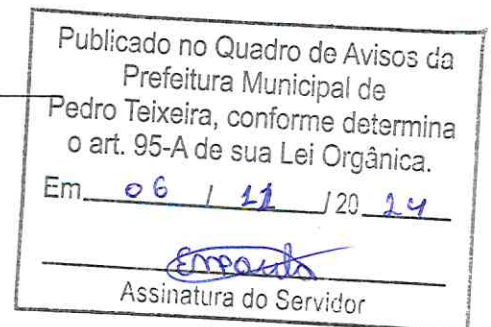 Publicado no Quadro de Avisos da
Prefeitura Municipal de
Pedro Teixeira, conforme determina
o art. 95-A de sua Lei Orgânica.
Em 06 / 11 / 20 24
Assinatura do Servidor